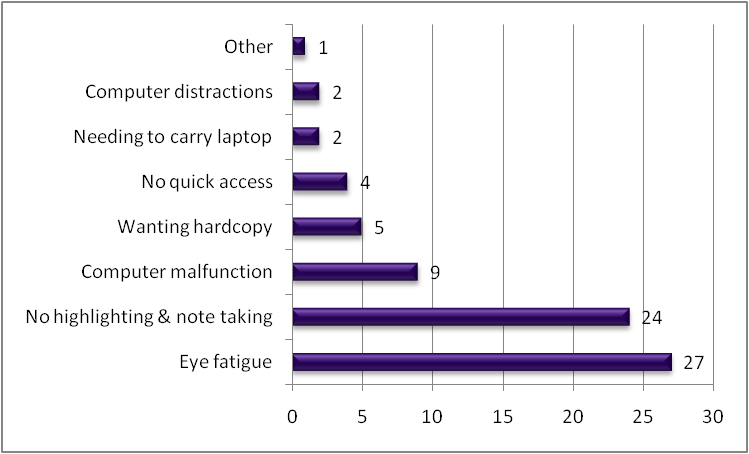 Other 1
Computer distractions 2
Needing to carry laptop 2
No quick access 4
Wanting hardcopy 5
Computer malfunction 9
No highlighting & note taking 24
Eye fatigue 27
0 5 10 15 20 25 30